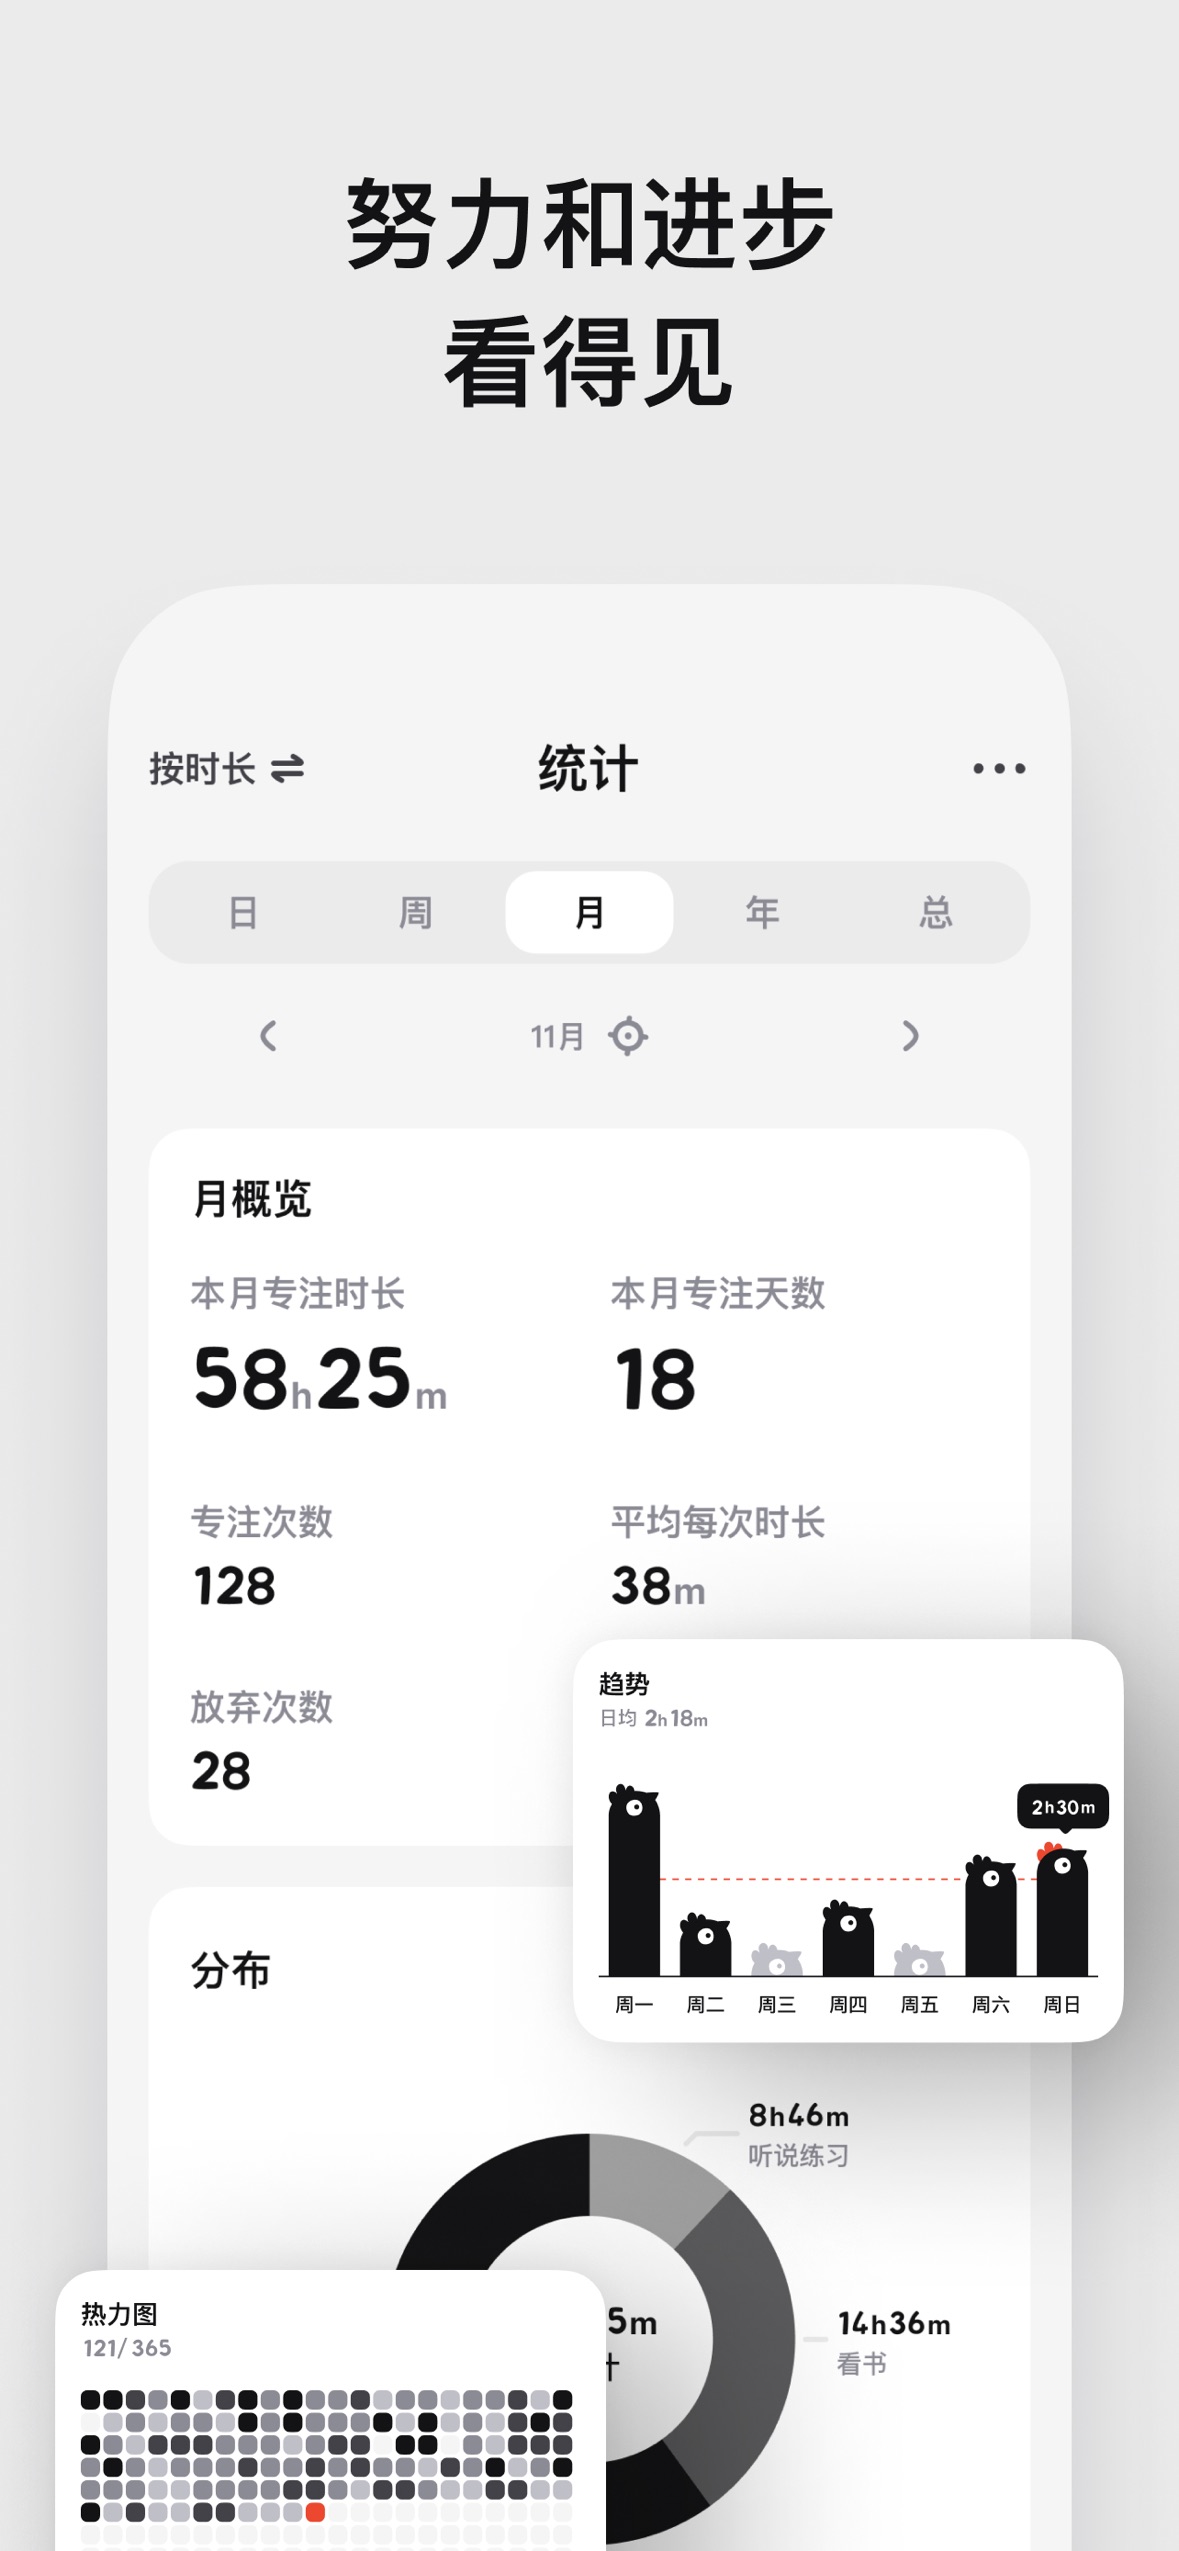 努力和进步
看得见
按时长
统计
日 周 月 年 总
11月
月概览
本月专注时长 本月专注天数
58h25m 18
专注次数 平均每次时长
128 38m
放弃次数
28
趋势
日均 2h18m
2h30m
周一 周二 周三 周四 周五 周六 周日
分布
8h46m
听说练习
14h36m
看书
5m
热力图
121/365